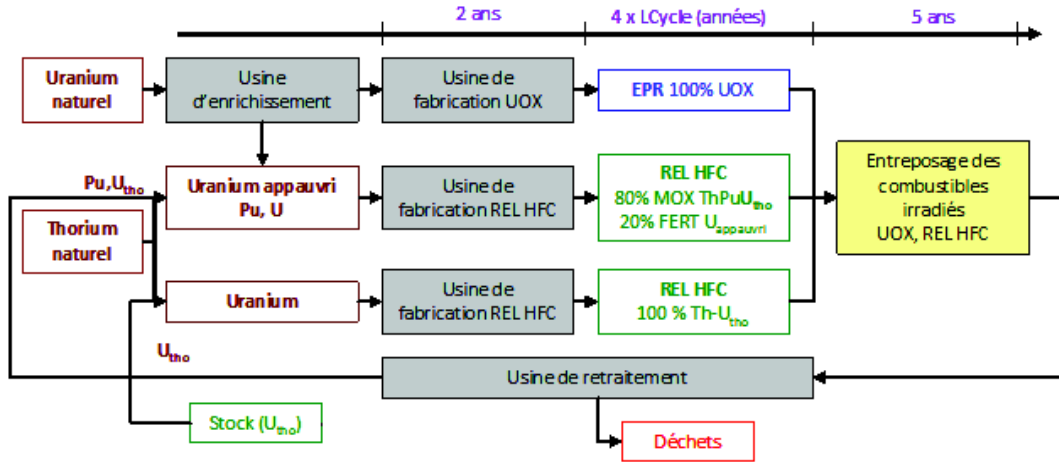 2 ans
4 x LCycle (années)
5 ans
Uranium
naturel
Usine
d'enrichissement
Usine de
fabrication UOX
EPR 100% UOX
Pu,Utho
Uranium appauvri
Pu, U
Usine de
fabrication REL HFC
REL HFC
80% MOX ThPuUtho
20% FERT Uappauvri
Entreposage des
combustibles
irradiés
UOX, REL HFC
Thorium
naturel
Uranium
Usine de
fabrication REL HFC
REL HFC
100 % Th-Utho
Utho
Usine de retraitement
Stock (Utho)
Déchets